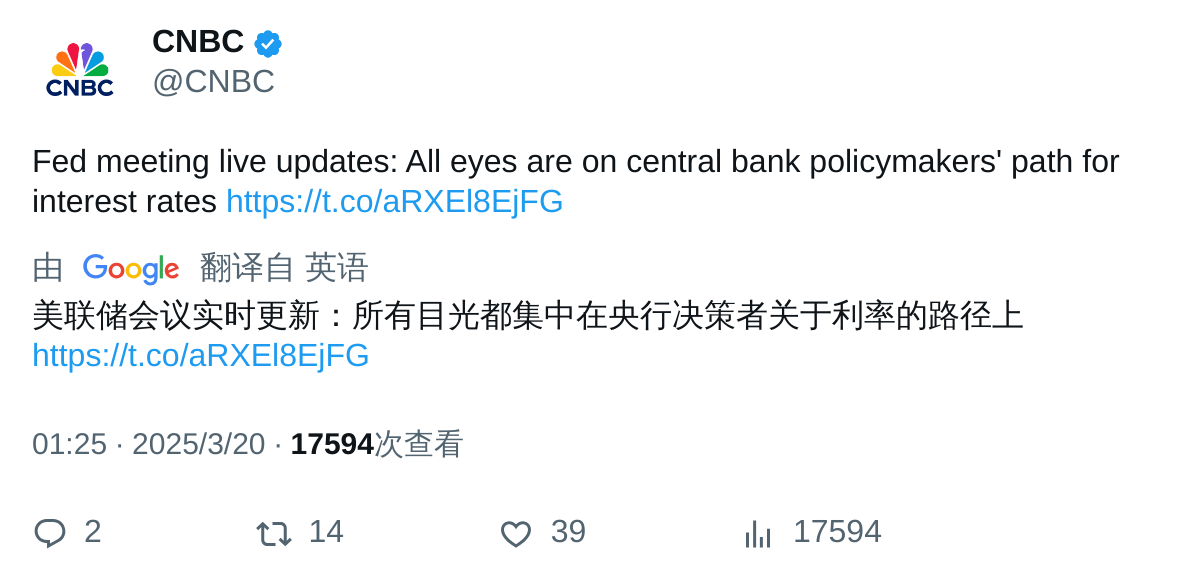 CNBC
CNBC
@CNBC
Fed meeting live updates: All eyes are on central bank policymakers' path for
interest rates https://t.co/aRXEl8EjFG
由 Google 翻译自 英语
美联储会议实时更新：所有目光都集中在央行决策者关于利率的路径上
https://t.co/aRXEl8EjFG
01:25 · 2025/3/20 · 17594次查看
2 14 39 17594